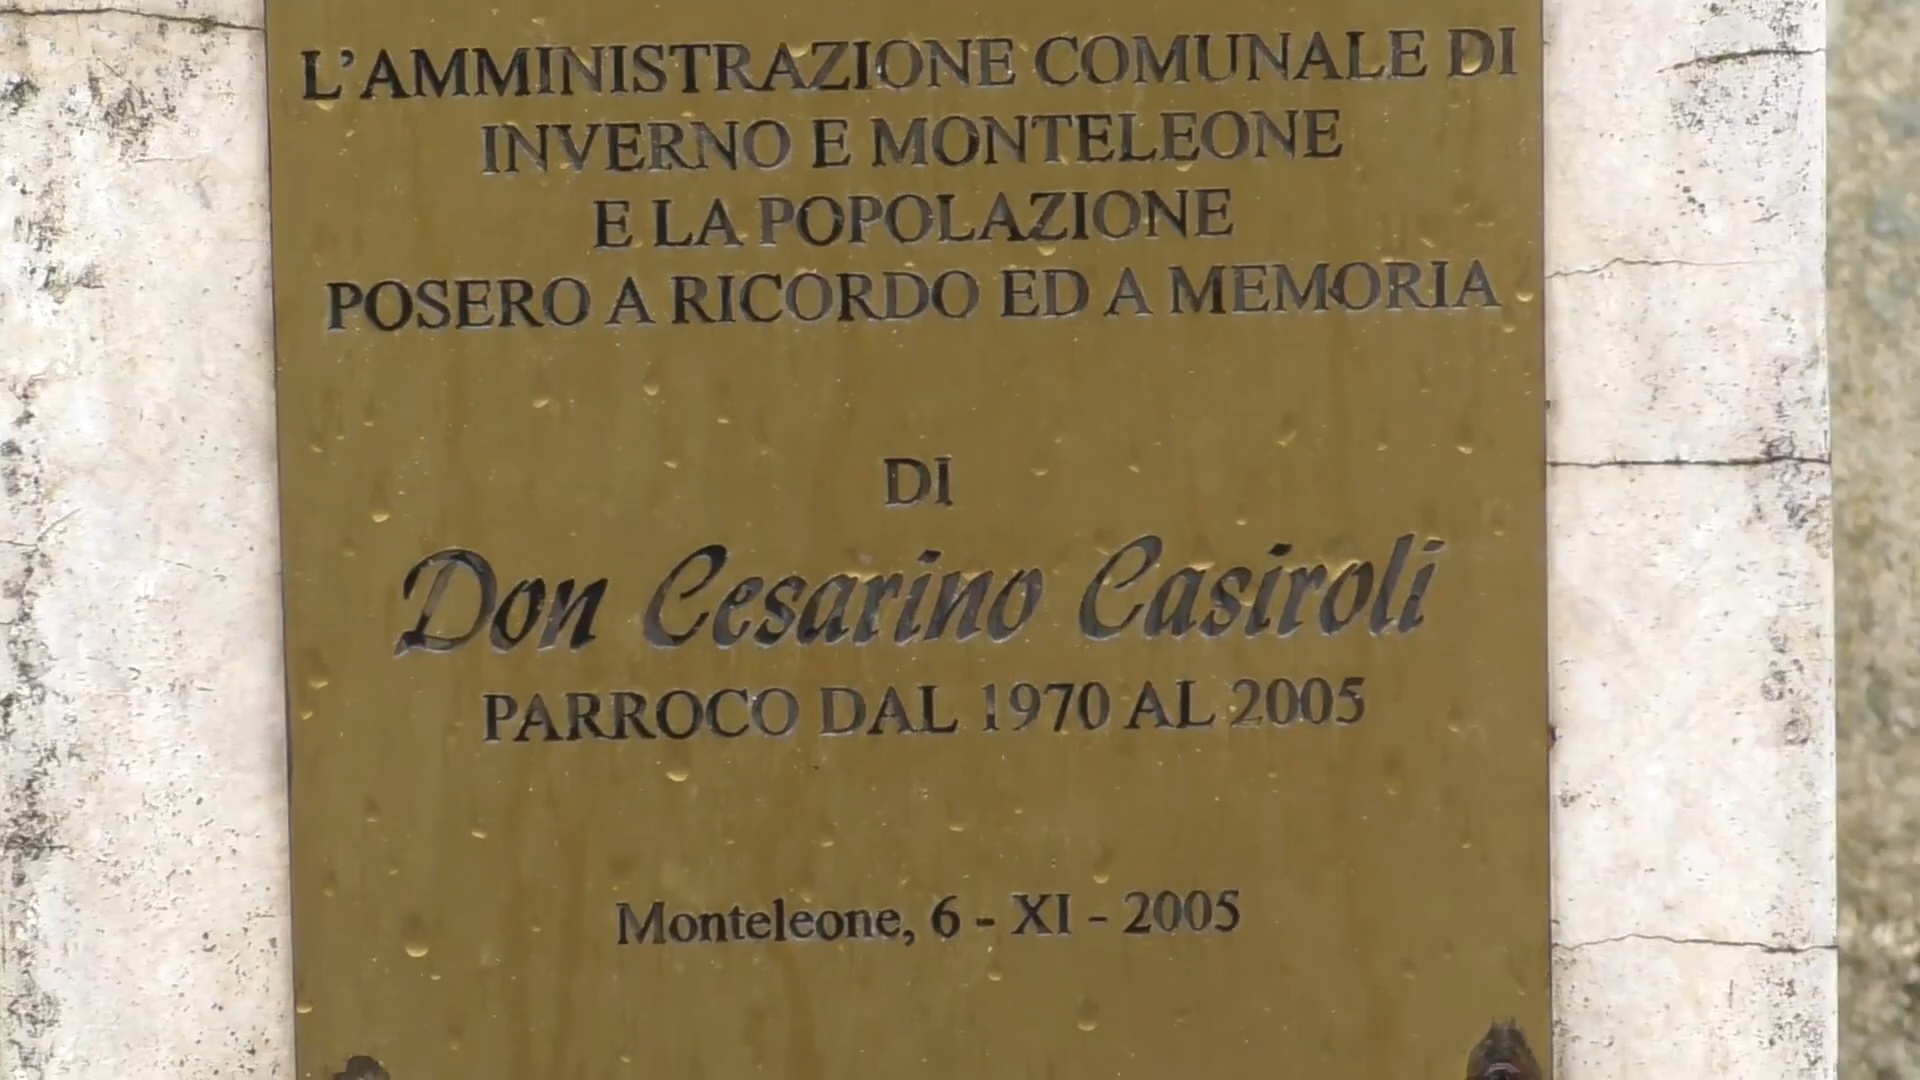 L'AMMINISTRAZIONE COMUNALE DI
INVERNO E MONTELEONE
E LA POPOLAZIONE
POSERO A RICORDO ED A MEMORIA
DI
Don Cesarino Casiroli
PARROCO DAL 1970 AL 2005
Monteleone, 6 - XI - 2005